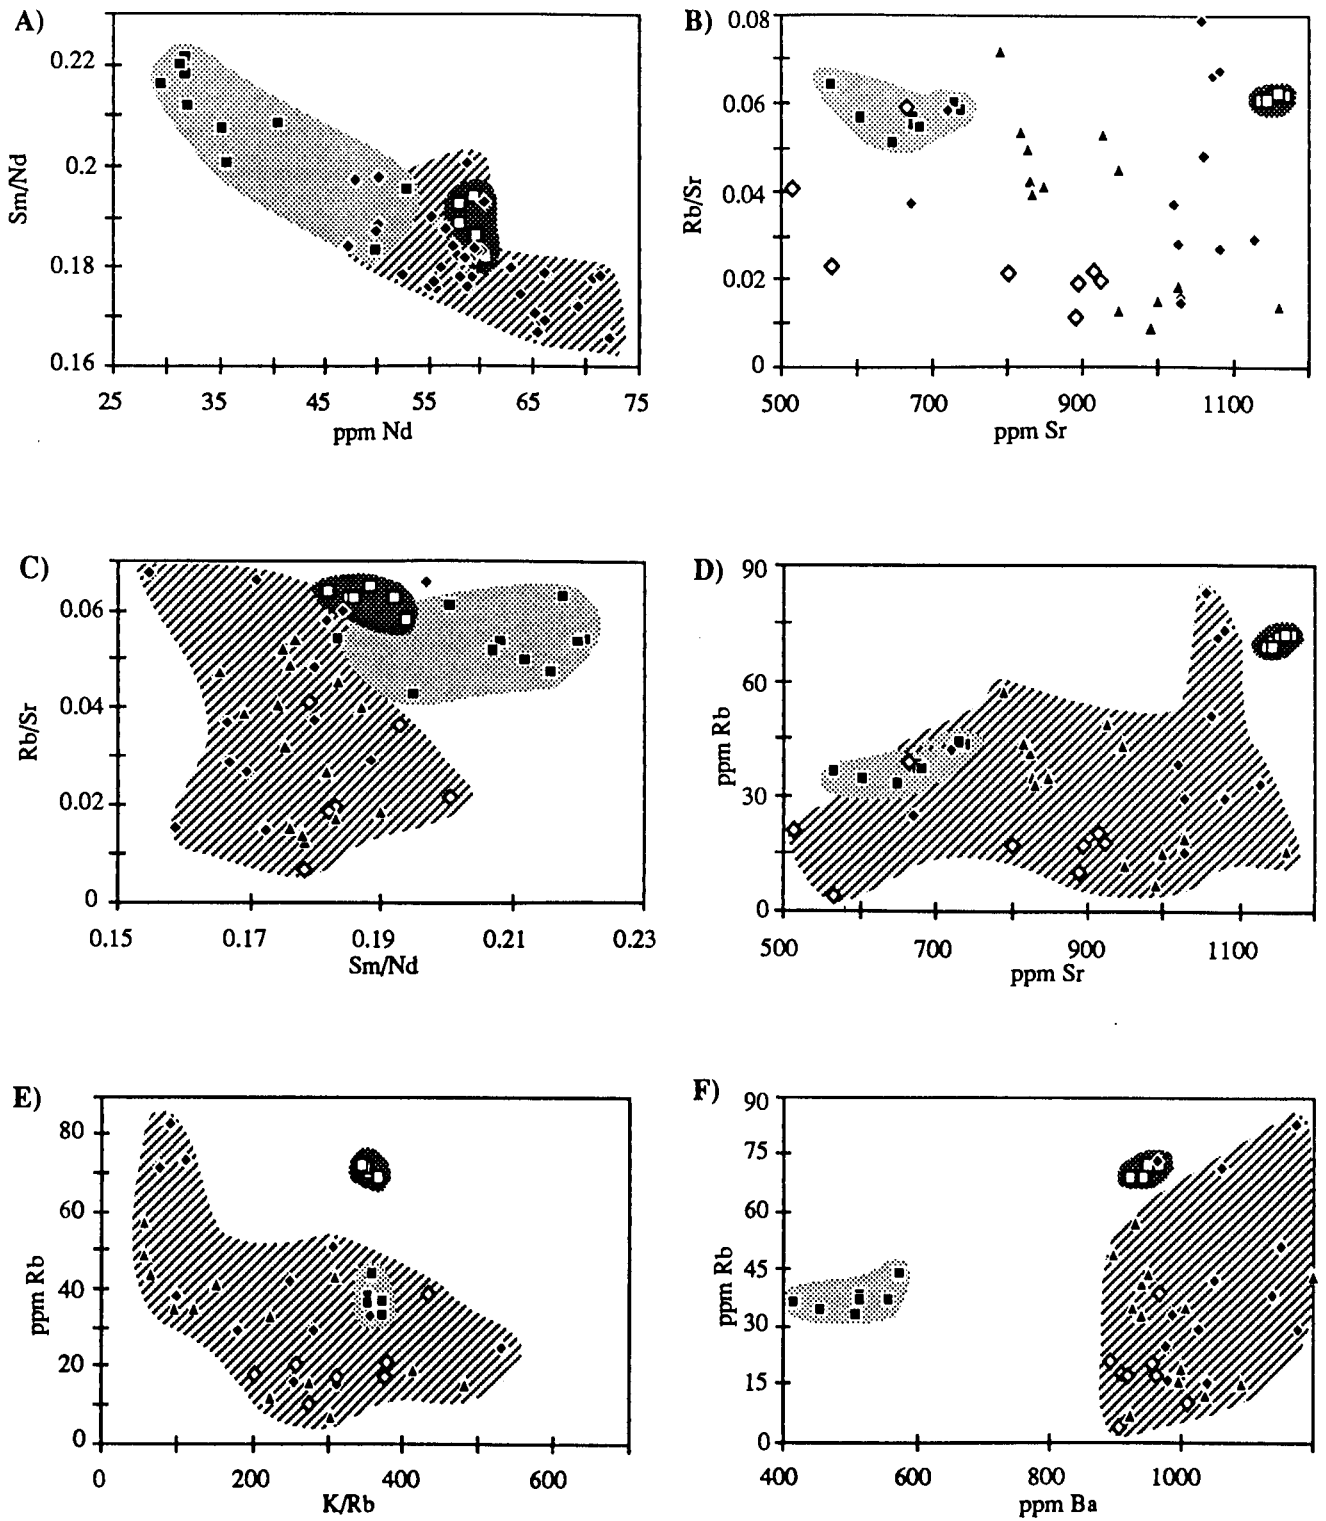 A)
0.22
0.2
0.18
0.16
Sm/Nd
25 35 45 55 65 75
ppm Nd
B)
0.08
0.06
0.04
0.02
0
Rb/Sr
500 700 900 1100
ppm Sr
C)
0.06
0.04
0.02
0
Rb/Sr
0.15 0.17 0.19 0.21 0.23
Sm/Nd
D)
90
60
30
0
ppm Rb
500 700 900 1100
ppm Sr
E)
80
60
40
20
0
ppm Rb
0 200 400 600
K/Rb
F)
90
75
60
45
30
15
0
ppm Rb
400 600 800 1000
ppm Ba